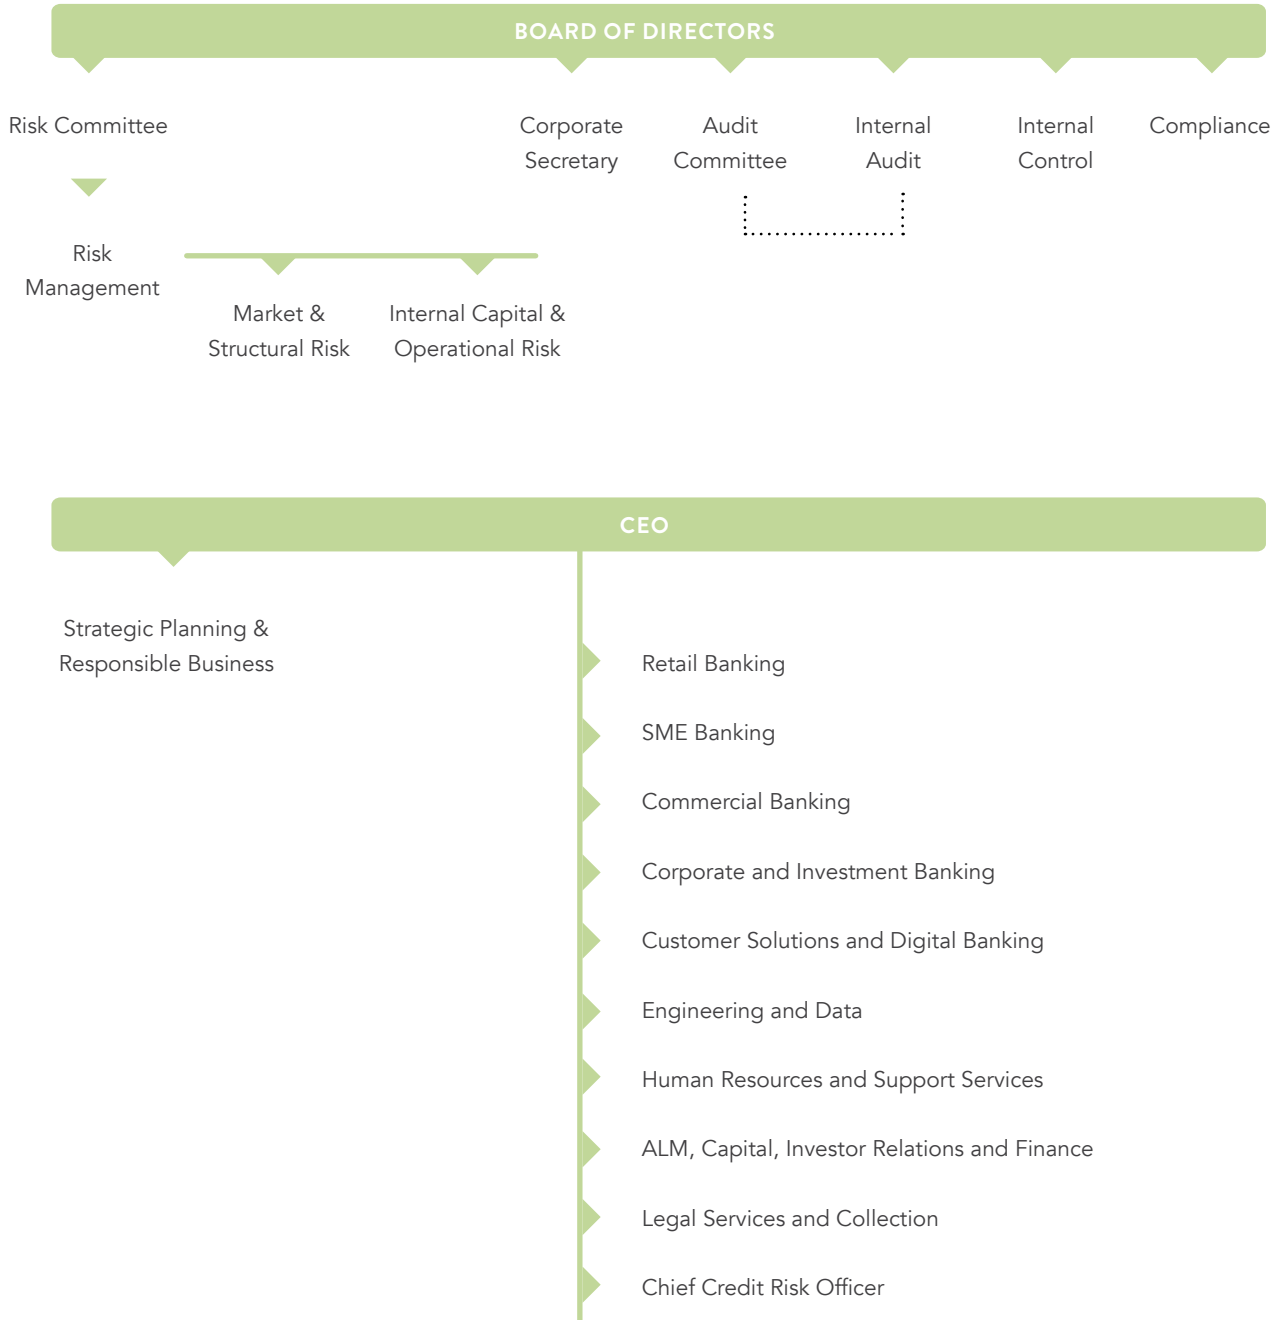 BOARD OF DIRECTORS
Risk Committee
Corporate
Secretary
Audit
Committee
Internal
Audit
Internal
Control
Compliance
Risk
Management
Market &
Structural Risk
Internal Capital &
Operational Risk
CEO
Strategic Planning &
Responsible Business
Retail Banking
SME Banking
Commercial Banking
Corporate and Investment Banking
Customer Solutions and Digital Banking
Engineering and Data
Human Resources and Support Services
ALM, Capital, Investor Relations and Finance
Legal Services and Collection
Chief Credit Risk Officer